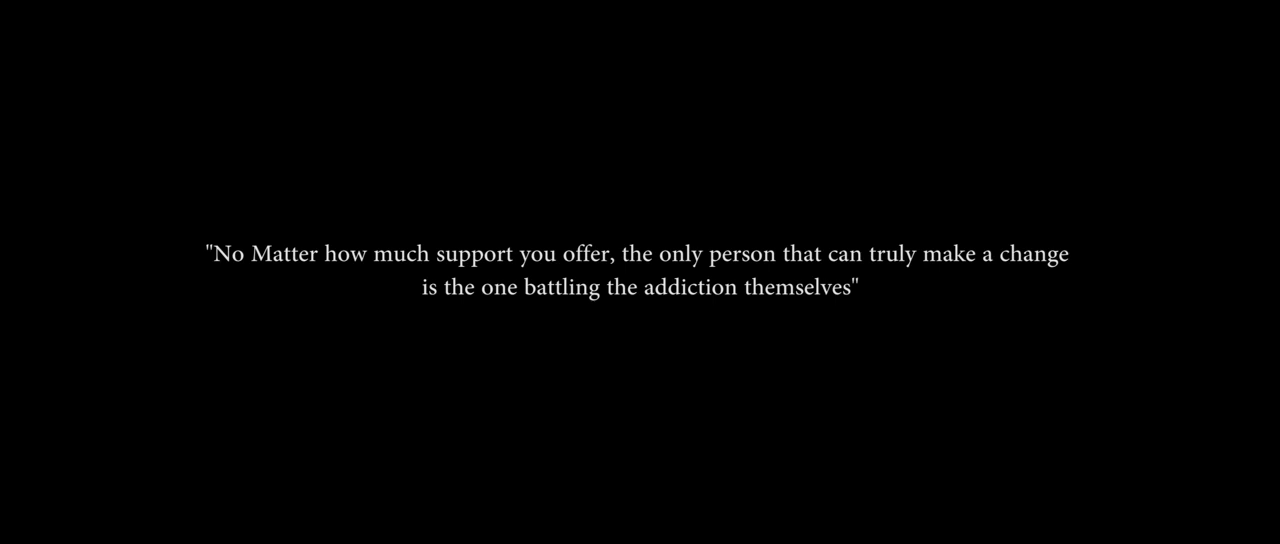 "No Matter how much support you offer, the only person that can truly make a change
is the one battling the addiction themselves"